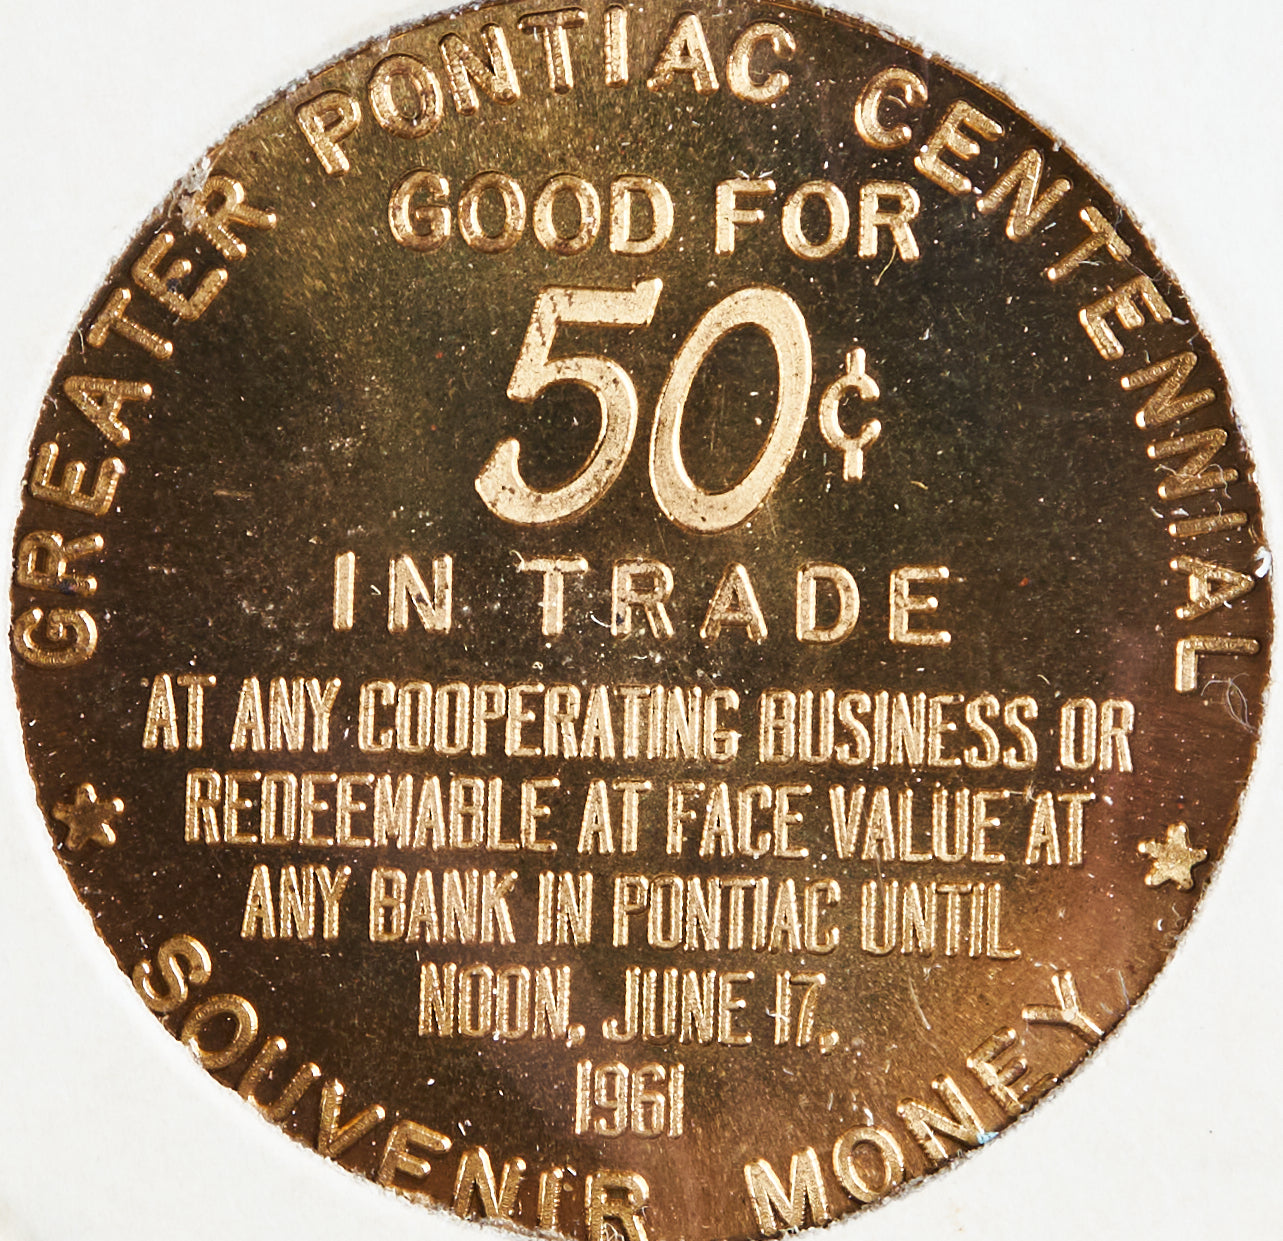 GREATER PONTIAC CENTENNIAL
GOOD FOR
50¢
IN TRADE
AT ANY COOPERATING BUSINESS OR
REDEEMABLE AT FACE VALUE AT
ANY BANK IN PONTIAC UNTIL
NOON, JUNE 17,
1961
SOUVENIR MONEY